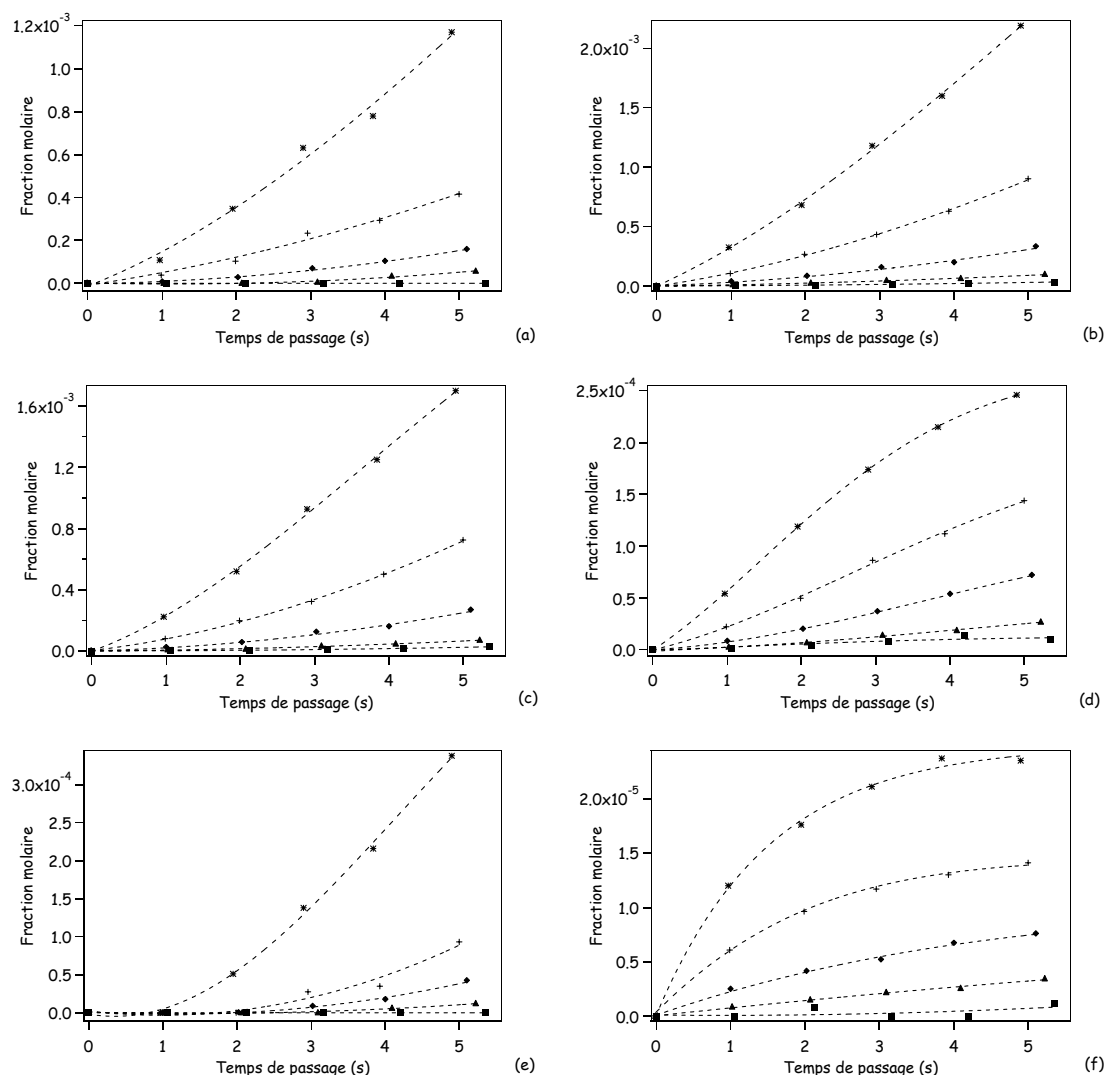 1.2x10-3
1.0
0.8
0.6
0.4
0.2
0.0
Fraction molaire
0 1 2 3 4 5
Temps de passage (s)
(a)
2.0x10-3
1.5
1.0
0.5
0.0
Fraction molaire
0 1 2 3 4 5
Temps de passage (s)
(b)
1.6x10-3
1.2
0.8
0.4
0.0
Fraction molaire
0 1 2 3 4 5
Temps de passage (s)
(c)
2.5x10-4
2.0
1.5
1.0
0.5
0.0
Fraction molaire
0 1 2 3 4 5
Temps de passage (s)
(d)
3.0x10-4
2.5
2.0
1.5
1.0
0.5
0.0
Fraction molaire
0 1 2 3 4 5
Temps de passage (s)
(e)
2.0x10-5
1.5
1.0
0.5
0.0
Fraction molaire
0 1 2 3 4 5
Temps de passage (s)
(f)